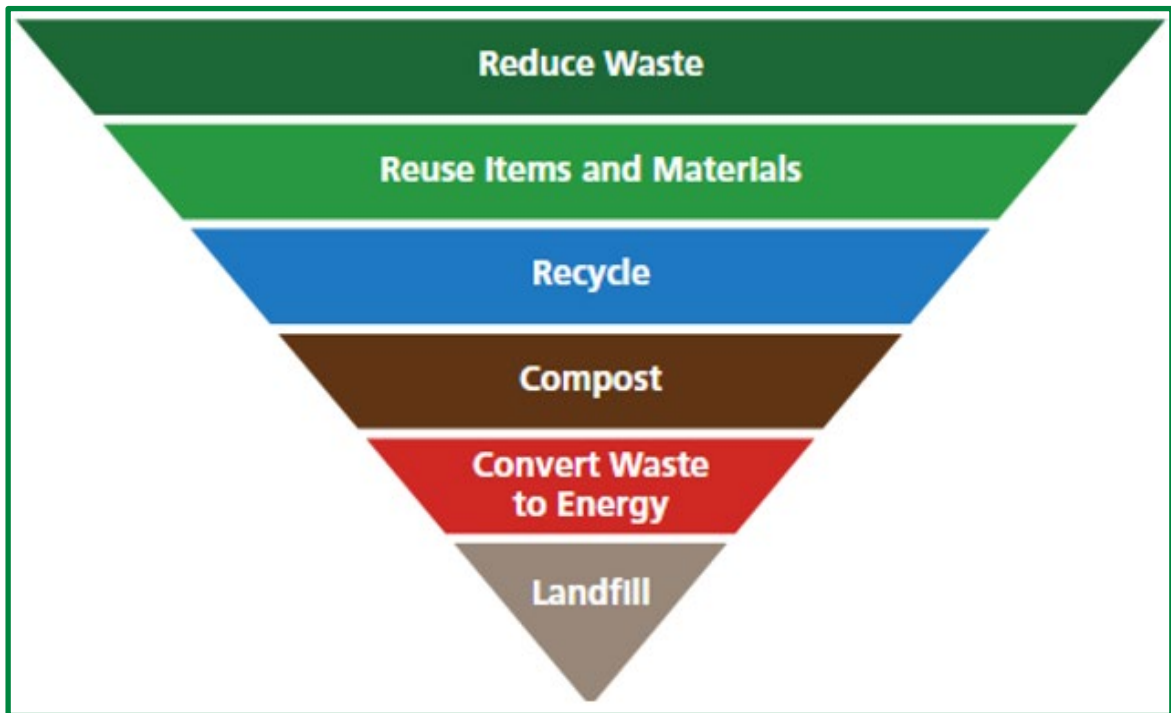 Reduce Waste
Reuse Items and Materials
Recycle
Compost
Convert Waste
to Energy
Landfill